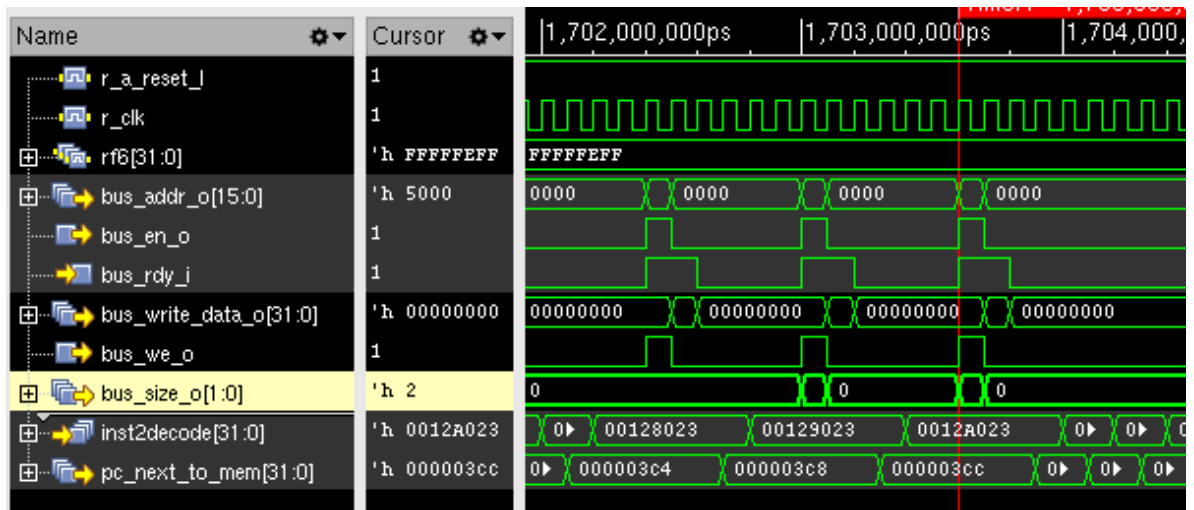 Name Cursor 1,702,000,000ps 1,703,000,000ps 1,704,000,
r_a_reset_l 1
r_clk 1
rf6[31:0] 'h FFFFFEFF FFFFFEFF
bus_addr_o[15:0] 'h 5000 0000 0000 0000 0000
bus_en_o 1
bus_rdy_i 1
bus_write_data_o[31:0] 'h 00000000 00000000 00000000 00000000 00000000
bus_we_o 1
bus_size_o[1:0] 'h 2 0 0 0
inst2decode[31:0] 'h 0012A023 0 00128023 00129023 0012A023 0 0
pc_next_to_mem[31:0] 'h 000003cc 0 000003c4 000003c8 000003cc 0 0 0